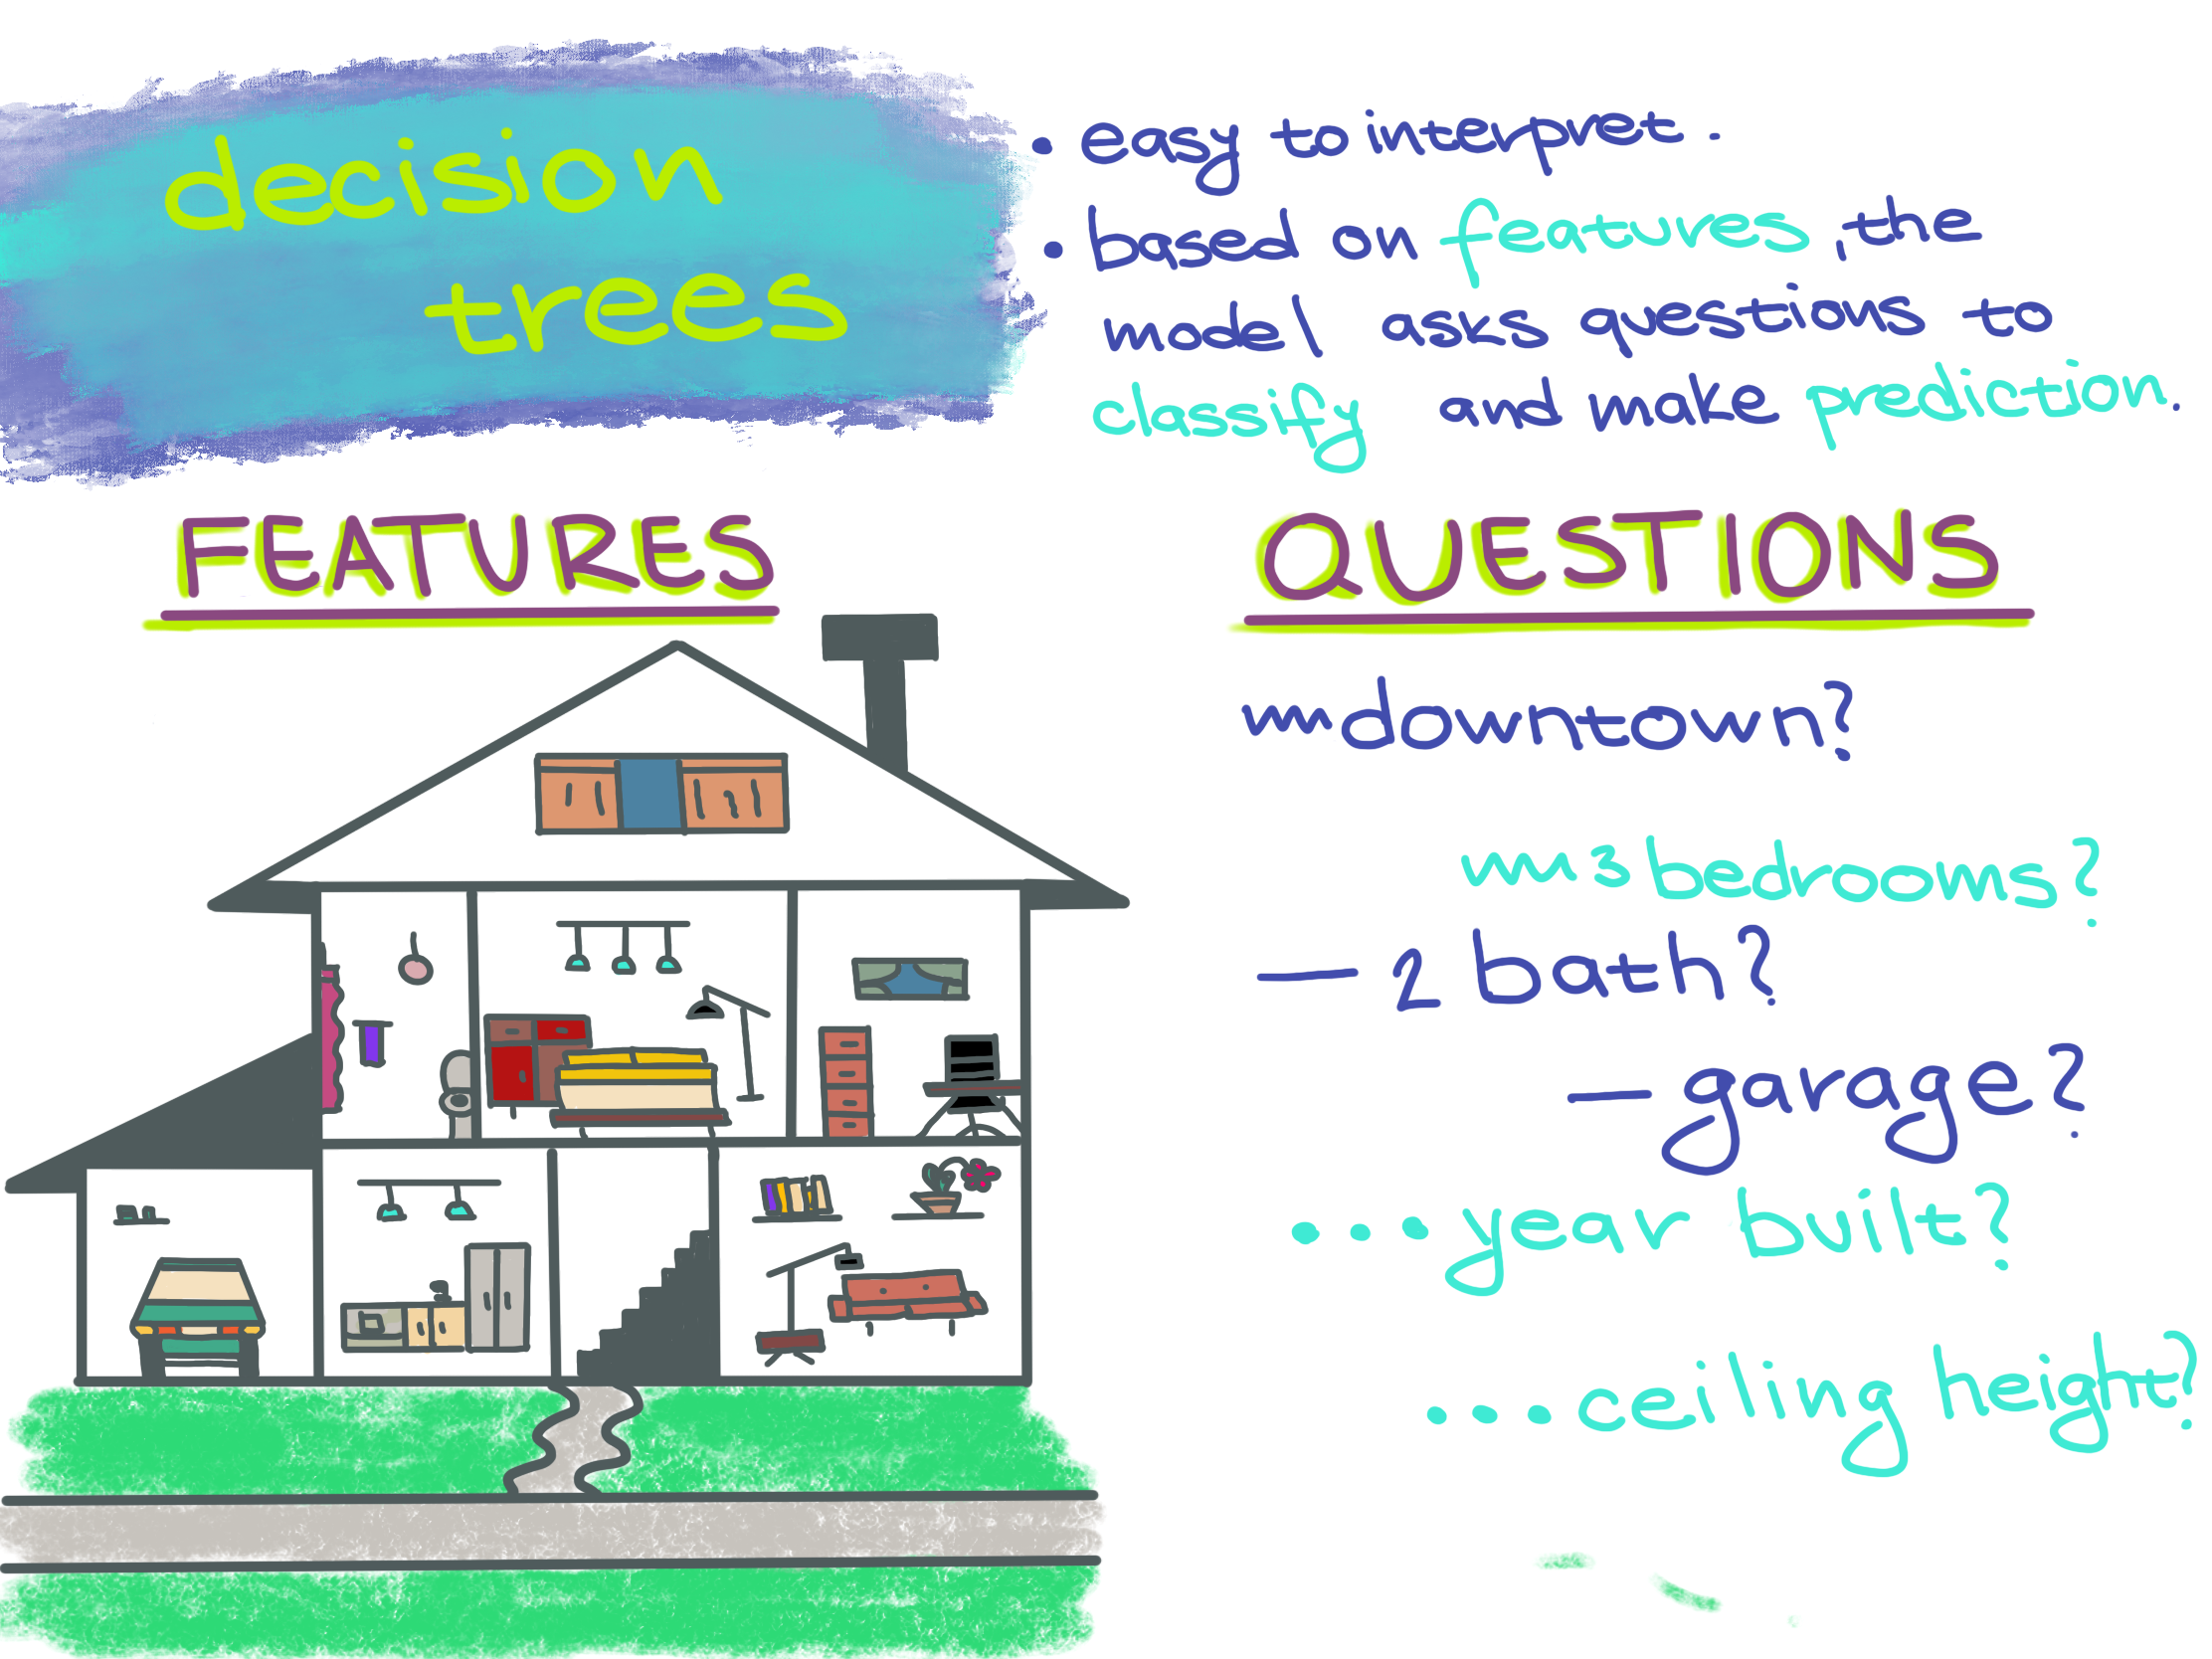 decision
trees
• easy to interpret.
• based on features, the
model asks questions to
classify and make prediction.
FEATURES
QUESTIONS
downtown?
3 bedrooms?
— 2 bath?
— garage?
... year built?
... ceiling height?